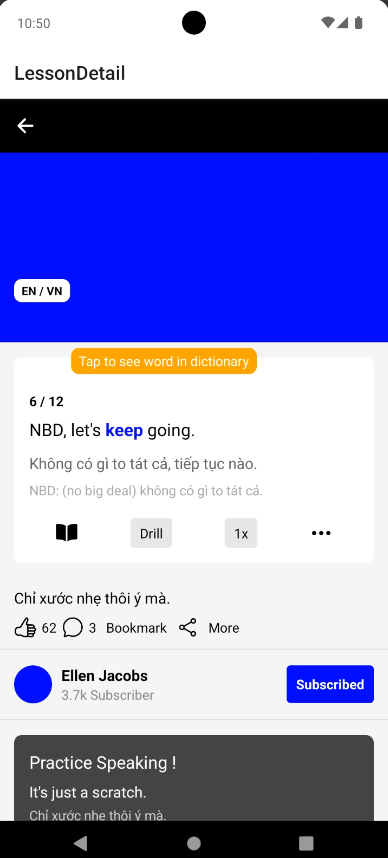 10:50
LessonDetail
EN / VN
Tap to see word in dictionary
6 / 12
NBD, let's keep going.
Không có gì to tát cả, tiếp tục nào.
NBD: (no big deal) không có gì to tát cả.
Drill 1x
Chỉ xước nhẹ thôi ý mà.
62 3 Bookmark More
Ellen Jacobs
3.7k Subscriber
Subscribed
Practice Speaking !
It's just a scratch.
Chỉ xước nhẹ thôi ý mà.